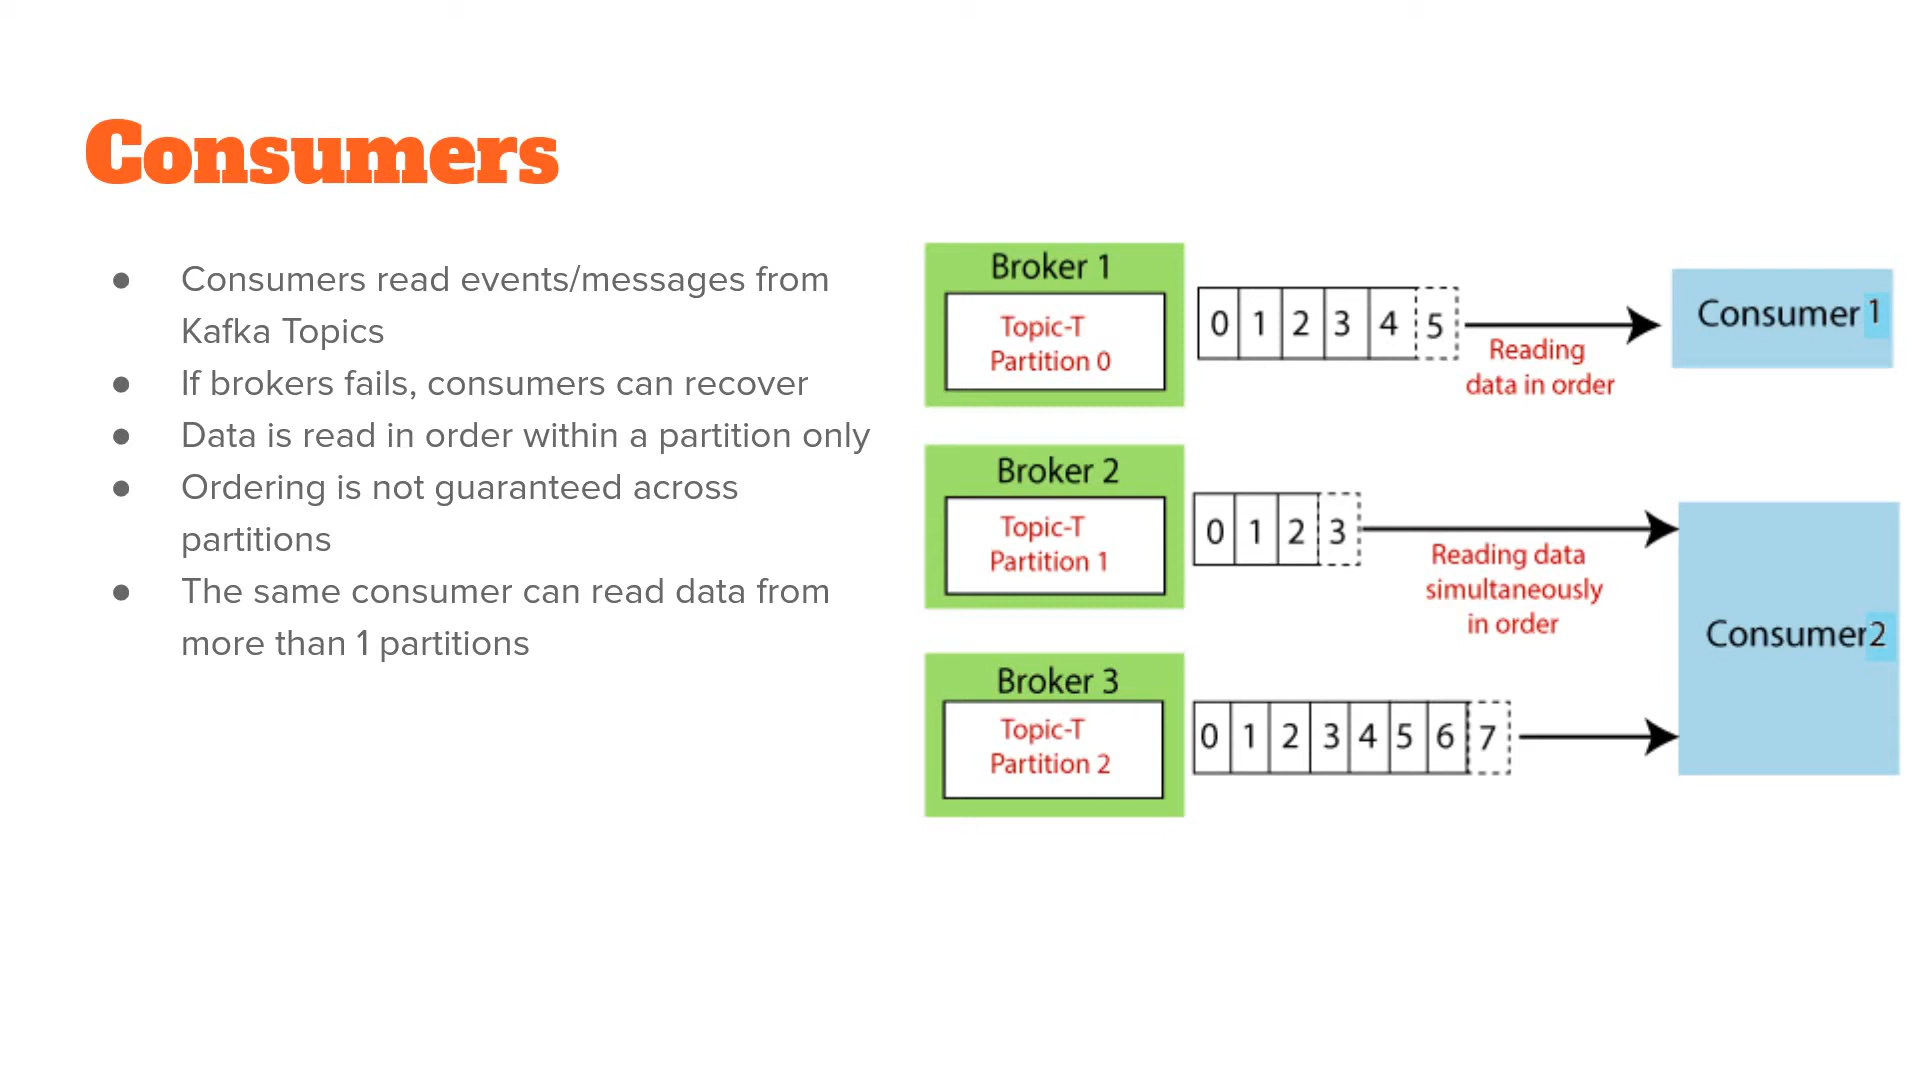 Consumers
● Consumers read events/messages from
Kafka Topics
● If brokers fails, consumers can recover
● Data is read in order within a partition only
● Ordering is not guaranteed across
partitions
● The same consumer can read data from
more than 1 partitions
Broker 1
Topic-T
Partition 0
0 1 2 3 4 5
Reading
data in order
Consumer 1
Broker 2
Topic-T
Partition 1
0 1 2 3
Reading data
simultaneously
in order
Consumer2
Broker 3
Topic-T
Partition 2
0 1 2 3 4 5 6 7